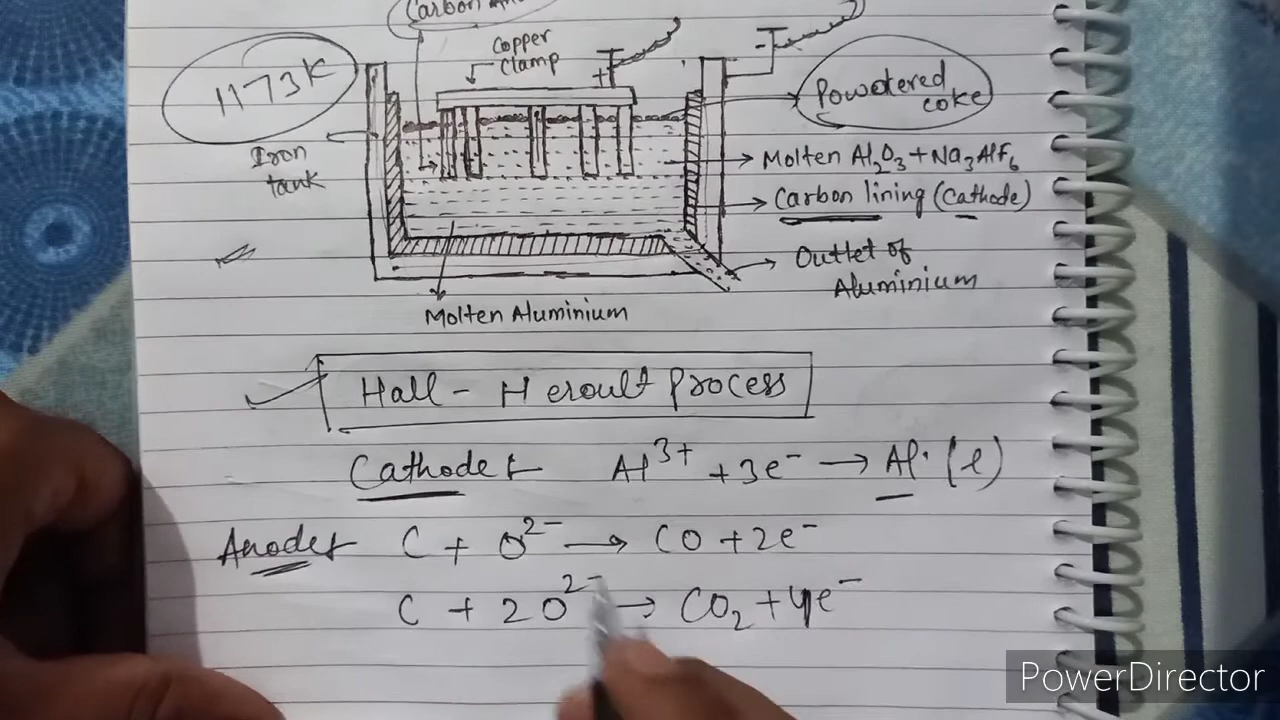 Carbon
Copper
clamp
+
-
1173K
Powdered
coke
Iron
tank
Molten Al₂O₃ + Na₃AlF₆
Carbon lining (Cathode)
Outlet of
Aluminium
Molten Aluminium
Hall - Heroult Process
Cathode Al³⁺ + 3e⁻ → Al (l)
Anode C + O²⁻ → CO + 2e⁻
C + 2O²⁻ → CO₂ + 4e⁻
PowerDirector